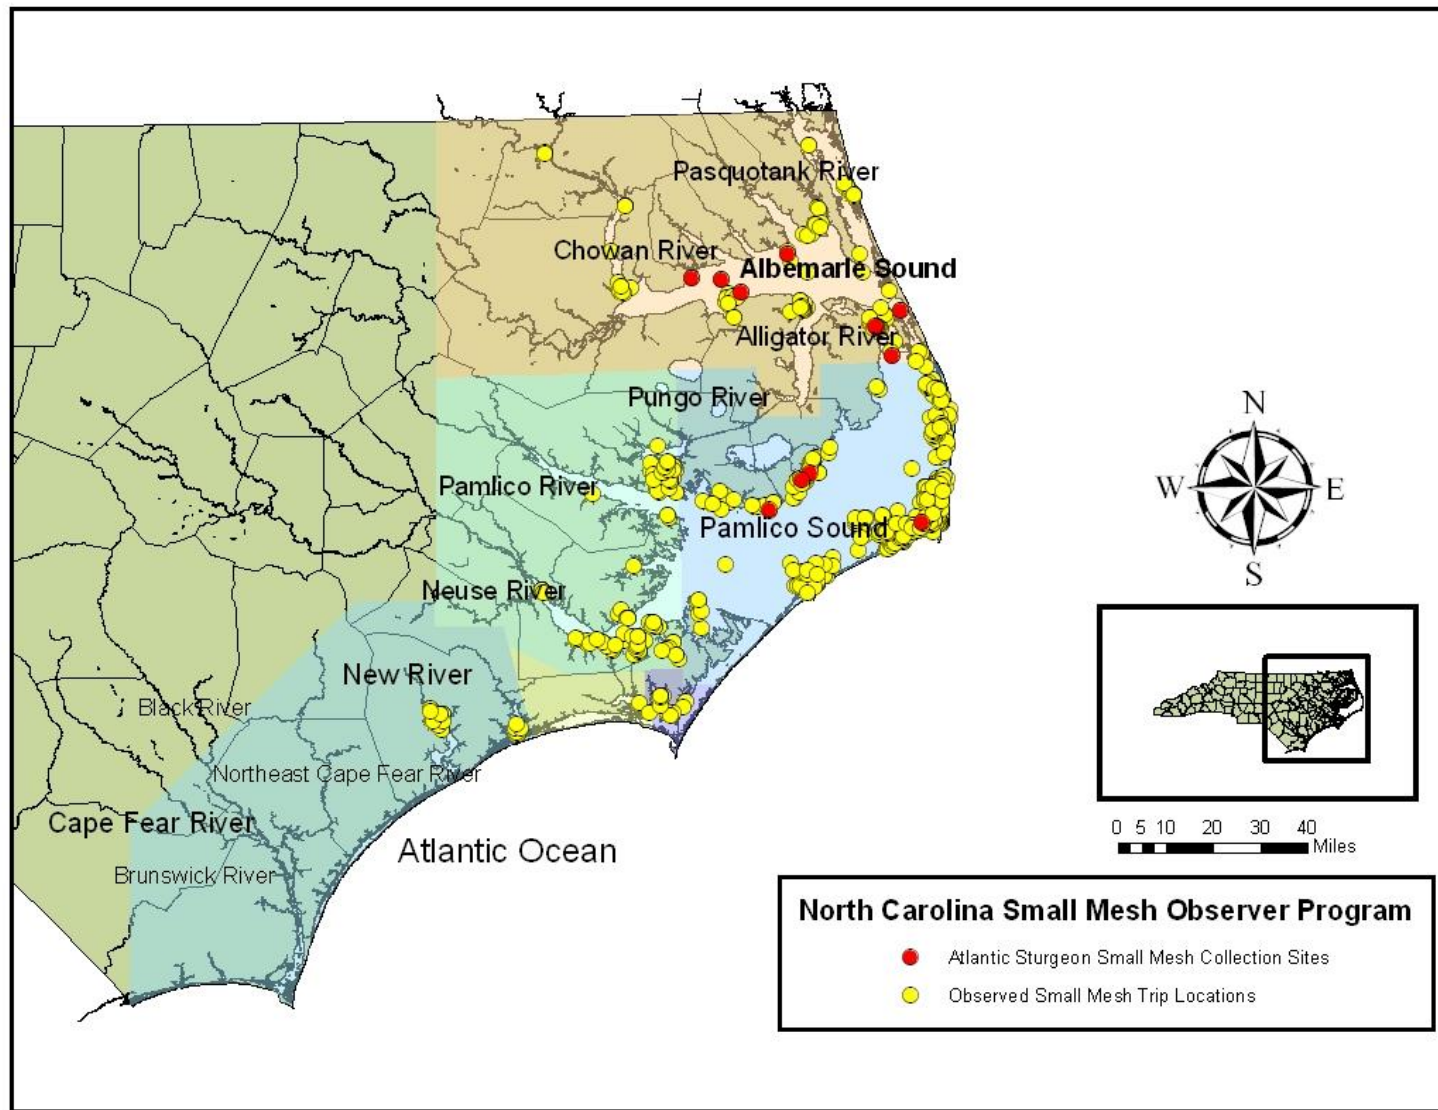 Pasquotank River
Chowan River
Albemarle Sound
Alligator River
Pungo River
Pamlico River
Pamlico Sound
Neuse River
New River
Black River
Northeast Cape Fear River
Cape Fear River
Atlantic Ocean
Brunswick River
N
W
E
S
0 5 10 20 30 40
Miles
North Carolina Small Mesh Observer Program
Atlantic Sturgeon Small Mesh Collection Sites
Observed Small Mesh Trip Locations